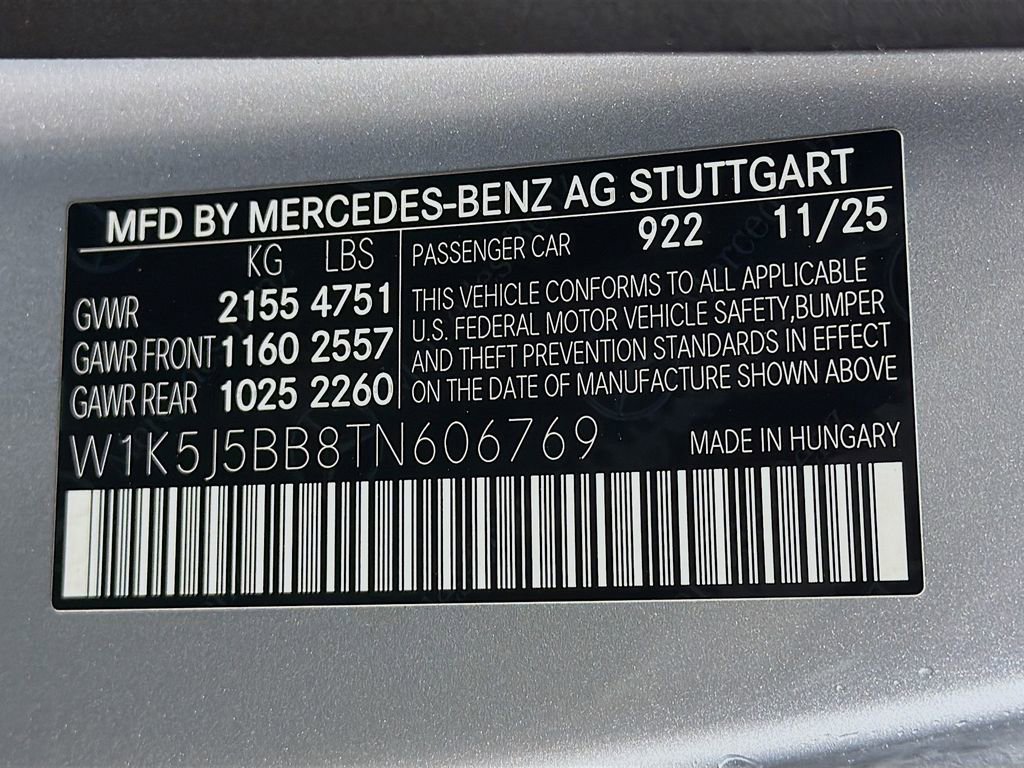 MFD BY MERCEDES-BENZ AG STUTTGART
KG LBS
GVWR 2155 4751
GAWR FRONT 1160 2557
GAWR REAR 1025 2260
PASSENGER CAR 922 11/25
THIS VEHICLE CONFORMS TO ALL APPLICABLE
U.S. FEDERAL MOTOR VEHICLE SAFETY,BUMPER
AND THEFT PREVENTION STANDARDS IN EFFECT
ON THE DATE OF MANUFACTURE SHOWN ABOVE
W1K5J5BB8TN606769 MADE IN HUNGARY